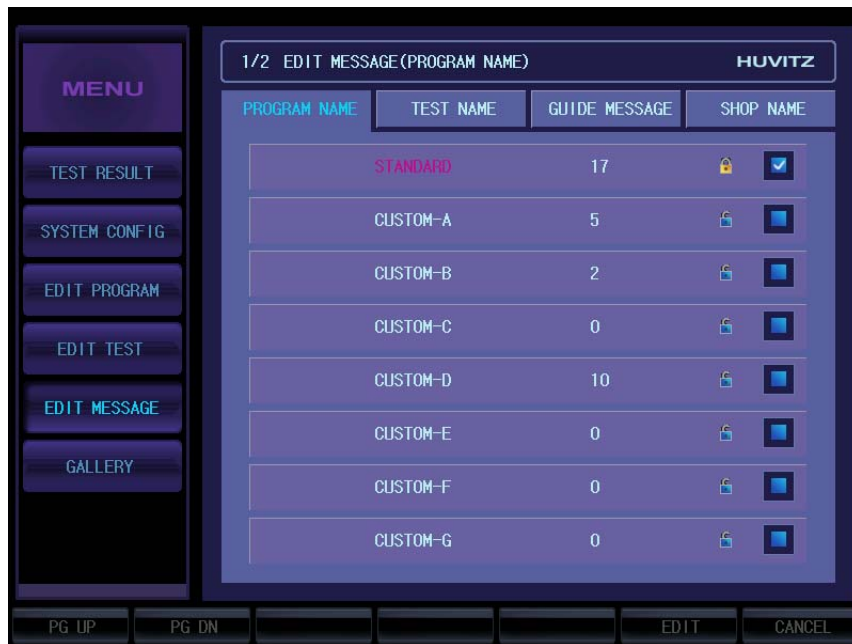 MENU
TEST RESULT
SYSTEM CONFIG
EDIT PROGRAM
EDIT TEST
EDIT MESSAGE
GALLERY
1/2 EDIT MESSAGE(PROGRAM NAME) HUVITZ
PROGRAM NAME TEST NAME GUIDE MESSAGE SHOP NAME
STANDARD 17
CUSTOM-A 5
CUSTOM-B 2
CUSTOM-C 0
CUSTOM-D 10
CUSTOM-E 0
CUSTOM-F 0
CUSTOM-G 0
PG UP PG DN EDIT CANCEL